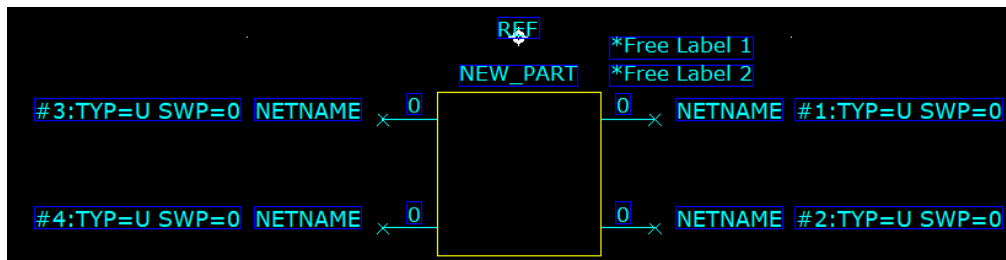 REF
*Free Label 1
NEW_PART *Free Label 2
#3:TYP=U SWP=0 NETNAME 0 0 NETNAME #1:TYP=U SWP=0
#4:TYP=U SWP=0 NETNAME 0 0 NETNAME #2:TYP=U SWP=0